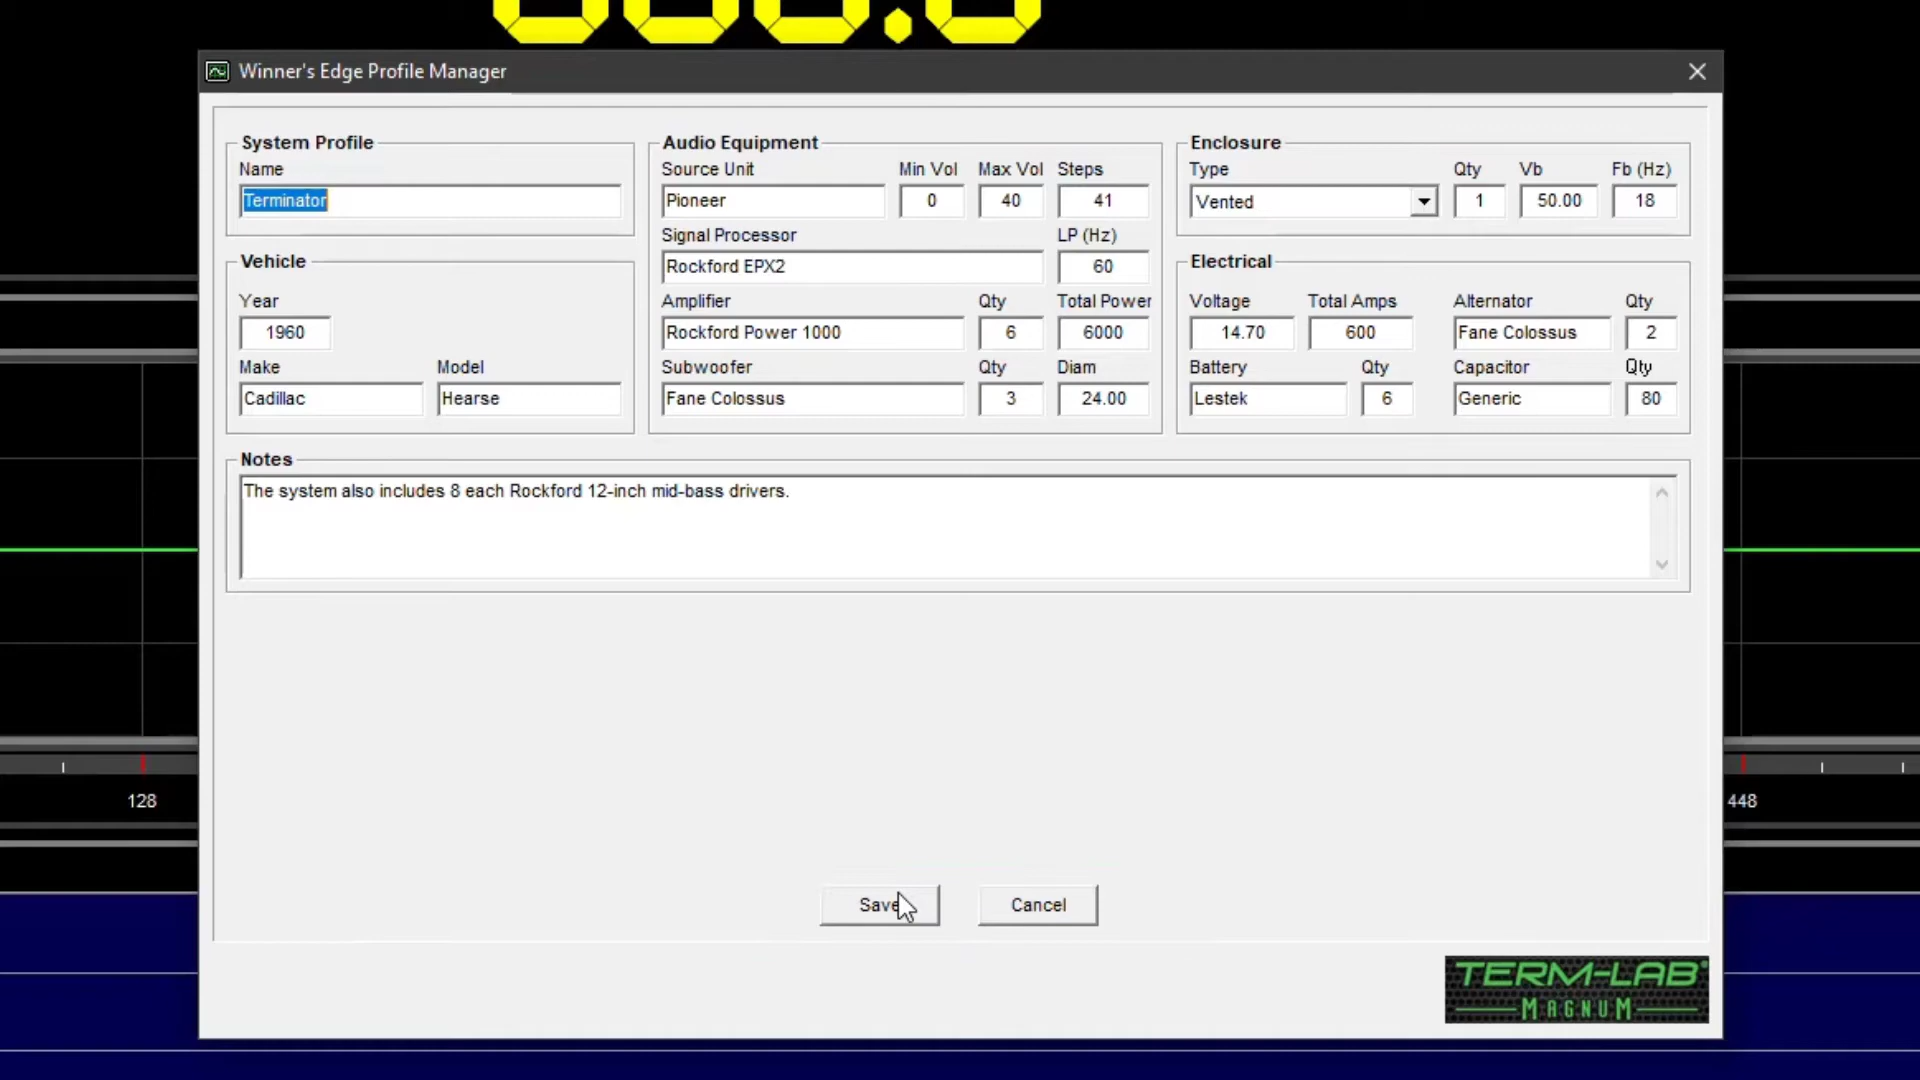 Winner's Edge Profile Manager
System Profile
Name
Terminator
Vehicle
Year
1960
Make Model
Cadillac Hearse
Audio Equipment
Source Unit Min Vol Max Vol Steps
Pioneer 0 40 41
Signal Processor LP (Hz)
Rockford EPX2 60
Amplifier Qty Total Power
Rockford Power 1000 6 6000
Subwoofer Qty Diam
Fane Colossus 3 24.00
Enclosure
Type Qty Vb Fb (Hz)
Vented 1 50.00 18
Electrical
Voltage Total Amps Alternator Qty
14.70 600 Fane Colossus 2
Battery Qty Capacitor Qty
Lestek 6 Generic 80
Notes
The system also includes 8 each Rockford 12-inch mid-bass drivers.
128 448
Save Cancel
TERM-LAB®
MAGNUM